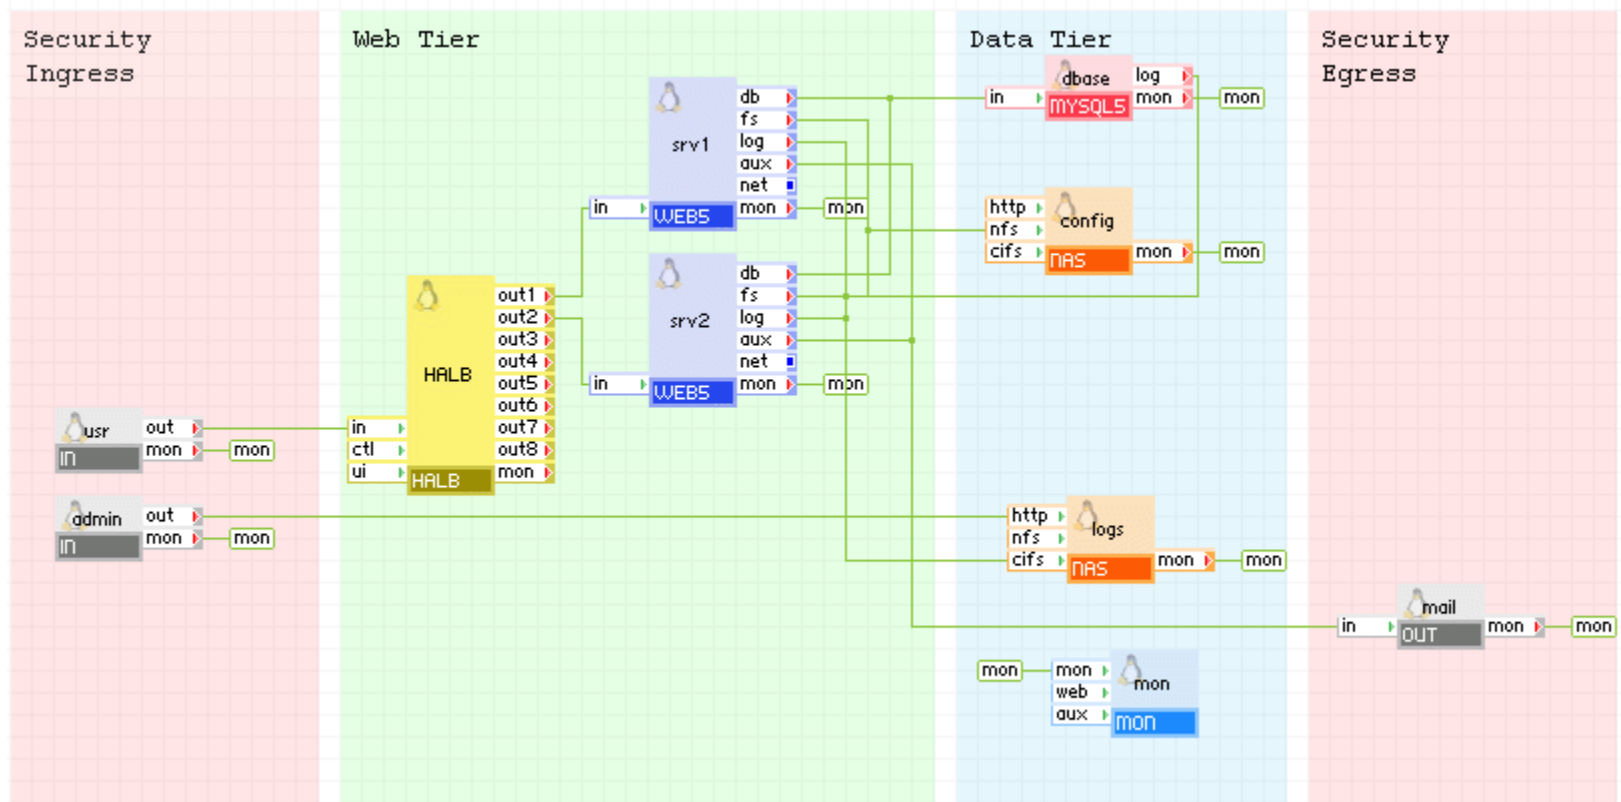 Security
Ingress
Web Tier
Data Tier
Security
Egress
usr
IN
out
mon
mon
admin
IN
out
mon
mon
in
ctl
ui
HALB
HALB
out1
out2
out3
out4
out5
out6
out7
out8
mon
in
srv1
WEB5
db
fs
log
aux
net
mon
mon
in
srv2
WEB5
db
fs
log
aux
net
mon
mon
in
dbase
MYSQL5
log
mon
mon
http
nfs
cifs
config
NAS
mon
mon
http
nfs
cifs
logs
NAS
mon
mon
mon
mon
web
aux
mon
MON
in
mail
OUT
mon
mon